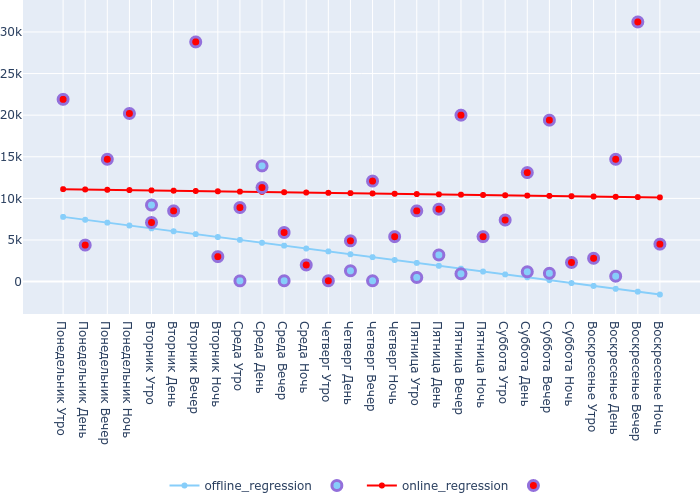 30k
25k
20k
15k
10k
5k
0
Понедельник Утро
Понедельник День
Понедельник Вечер
Понедельник Ночь
Вторник Утро
Вторник День
Вторник Вечер
Вторник Ночь
Среда Утро
Среда День
Среда Вечер
Среда Ночь
Четверг Утро
Четверг День
Четверг Вечер
Четверг Ночь
Пятница Утро
Пятница День
Пятница Вечер
Пятница Ночь
Суббота Утро
Суббота День
Суббота Вечер
Суббота Ночь
Воскресенье Утро
Воскресенье День
Воскресенье Вечер
Воскресенье Ночь
offline_regression online_regression